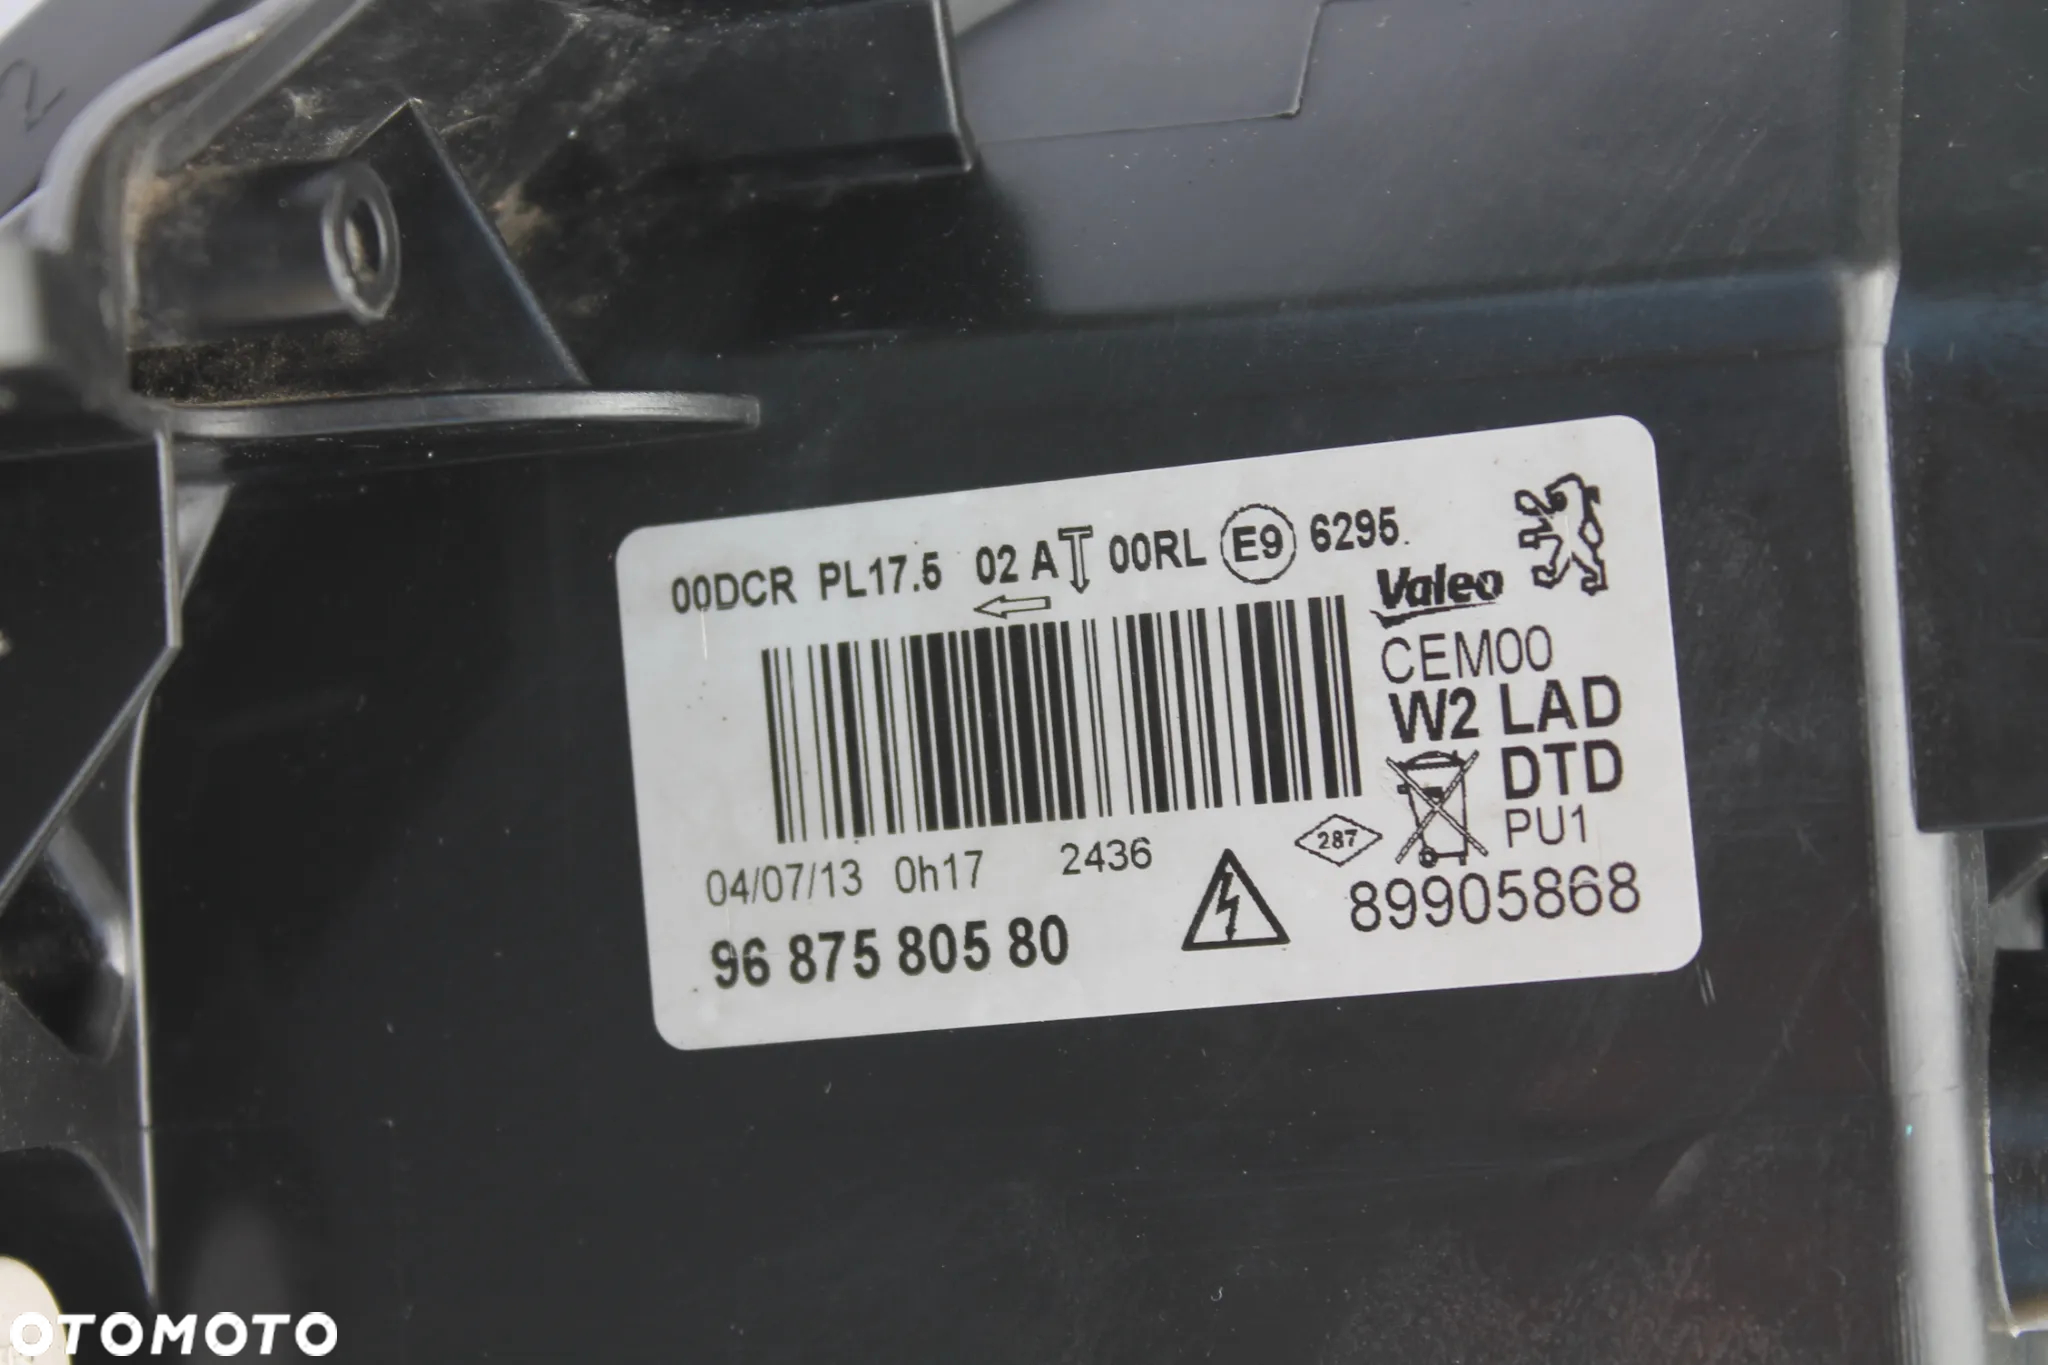 00DCR PL17.5 02 A 00RL E9 6295
Valeo
CEM00
W2 LAD
DTD
PU1
287
04/07/13 0h17 2436
89905868
96 875 805 80
2
OTOMOTO